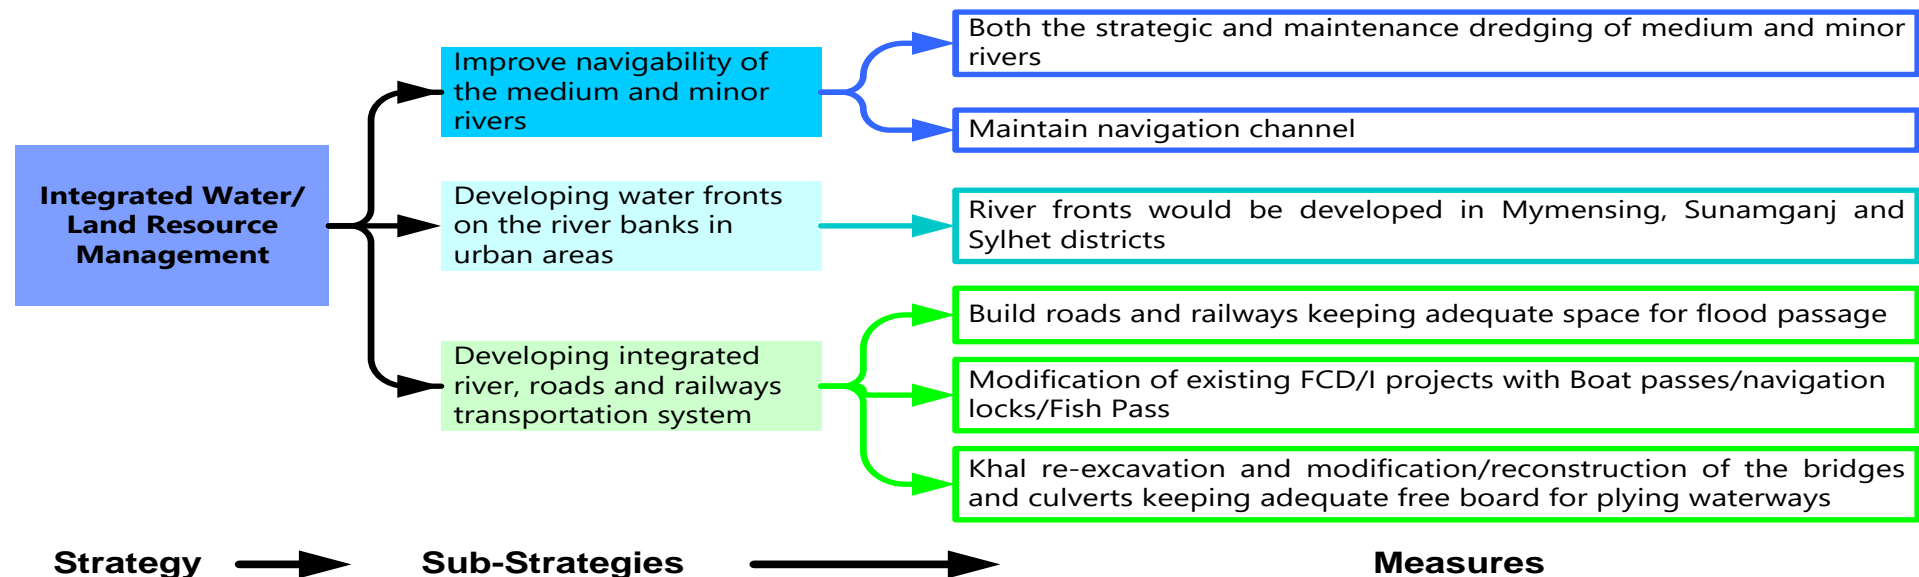 Integrated Water/
Land Resource
Management
Improve navigability of
the medium and minor
rivers
Developing water fronts
on the river banks in
urban areas
Developing integrated
river, roads and railways
transportation system
Both the strategic and maintenance dredging of medium and minor
rivers
Maintain navigation channel
River fronts would be developed in Mymensing, Sunamganj and
Sylhet districts
Build roads and railways keeping adequate space for flood passage
Modification of existing FCD/I projects with Boat passes/navigation
locks/Fish Pass
Khal re-excavation and modification/reconstruction of the bridges
and culverts keeping adequate free board for plying waterways
Strategy Sub-Strategies Measures